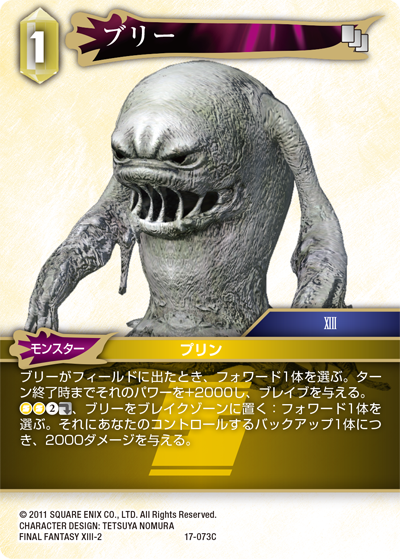 1
ブリー
XIII
モンスター
プリン
ブリーがフィールドに出たとき、フォワード1体を選ぶ。ターン
終了時までそれのパワーを+2000し、ブレイブを与える。
2、ブリーをブレイクゾーンに置く：フォワード1体を
選ぶ。それにあなたのコントロールするバックアップ1体につ
き、2000ダメージを与える。
© 2011 SQUARE ENIX CO., LTD. All Rights Reserved.
CHARACTER DESIGN: TETSUYA NOMURA
FINAL FANTASY XIII-2
17-073C